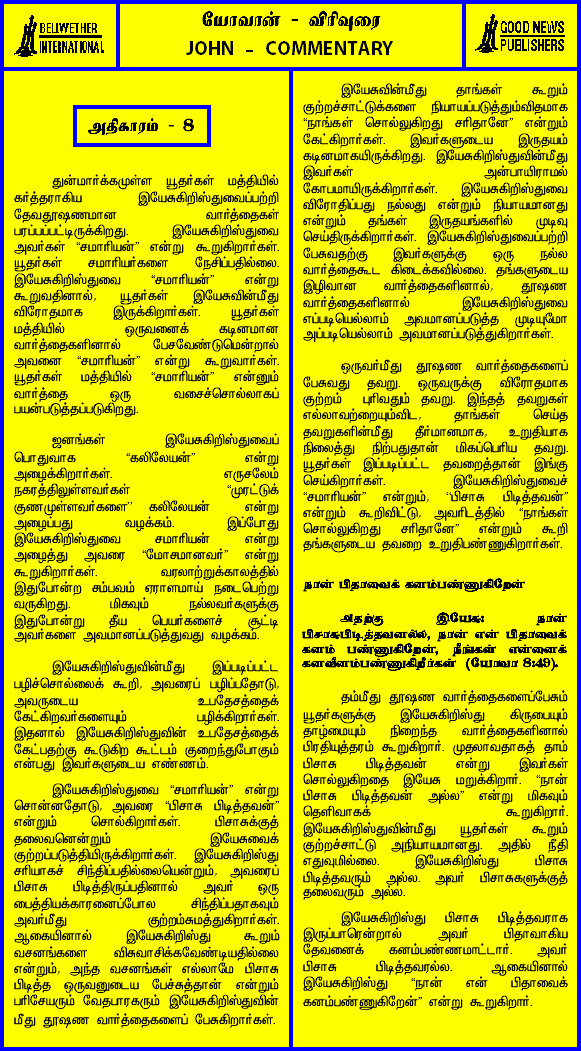 BELWETHER
INTERNATIONAL
யோவான் - விரிவுரை
JOHN - COMMENTARY
GOOD NEWS
PUBLISHERS
அதிகாரம் - 8
துன்மார்க்கமுள்ள யூதர்கள் மத்தியில்
கர்த்தராகிய இயேசுகிறிஸ்துவைப்பற்றி
தேவதூஷணமான வார்த்தைகள்
பரப்பப்பட்டிருக்கிறது. இயேசுகிறிஸ்துவை
அவர்கள் “சமாரியன்” என்று கூறுகிறார்கள்.
யூதர்கள் சமாரியர்களை நேசிப்பதில்லை.
இயேசுகிறிஸ்துவை “சமாரியன்” என்று
கூறுவதினால், யூதர்கள் இயேசுவின்மீது
விரோதமாக இருக்கிறார்கள். யூதர்கள்
மத்தியில் ஒருவனைக் கடினமான
வார்த்தைகளினால் பேசவேண்டுமென்றால்
அவனை “சமாரியன்” என்று கூறுவார்கள்.
யூதர்கள் மத்தியில் “சமாரியன்” என்னும்
வார்த்தை ஒரு வசைச்சொல்லாகப்
பயன்படுத்தப்படுகிறது.
ஜனங்கள் இயேசுகிறிஸ்துவைப்
பொதுவாக “கலிலேயன்” என்று
அழைக்கிறார்கள். எருசலேம்
நகரத்திலுள்ளவர்கள் “முரட்டுக்
குணமுள்ளவர்களை” கலிலேயன் என்று
அழைப்பது வழக்கம். இப்போது
இயேசுகிறிஸ்துவை சமாரியன் என்று
அழைத்து அவரை “மோசமானவர்” என்று
கூறுகிறார்கள். வரலாற்றுக்காலத்தில்
இதுபோன்ற சம்பவம் ஏராளமாய் நடைபெற்று
வருகிறது. மிகவும் நல்லவர்களுக்கு
இதுபோன்று தீய பெயர்களைச் சூட்டி
அவர்களை அவமானப்படுத்துவது வழக்கம்.
இயேசுகிறிஸ்துவின்மீது இப்படிப்பட்ட
பழிச்சொல்லைக் கூறி, அவரைப் பழிப்பதோடு,
அவருடைய உபதேசத்தைக்
கேட்கிறவர்களையும் பழிக்கிறார்கள்.
இதனால் இயேசுகிறிஸ்துவின் உபதேசத்தைக்
கேட்பதற்கு கூடுகிற கூட்டம் குறைந்துபோகும்
என்பது இவர்களுடைய எண்ணம்.
இயேசுகிறிஸ்துவை “சமாரியன்” என்று
சொன்னதோடு, அவரை “பிசாசு பிடித்தவன்”
என்றும் சொல்கிறார்கள். பிசாசுக்குத்
தலைவனென்றும் இயேசுவைக்
குற்றப்படுத்தியிருக்கிறார்கள். இயேசுகிறிஸ்து
சரியாகச் சிந்திப்பதில்லையென்றும், அவரைப்
பிசாசு பிடித்திருப்பதினால் அவர் ஒரு
பைத்தியக்காரனைப்போல சிந்திப்பதாகவும்
அவர்மீது குற்றம்சுமத்துகிறார்கள்.
ஆகையினால் இயேசுகிறிஸ்து கூறும்
வசனங்களை விசுவாசிக்கவேண்டியதில்லை
என்றும், அந்த வசனங்கள் எல்லாமே பிசாசு
பிடித்த ஒருவனுடைய பேச்சுத்தான் என்றும்
பரிசேயரும் வேதபாரகரும் இயேசுகிறிஸ்துவின்
மீது தூஷண வார்த்தைகளைப் பேசுகிறார்கள்.
இயேசுவின்மீது தாங்கள் கூறும்
குற்றச்சாட்டுக்களை நியாயப்படுத்தும்விதமாக
“நாங்கள் சொல்லுகிறது சரிதானே” என்றும்
கேட்கிறார்கள். இவர்களுடைய இருதயம்
கடினமாகயிருக்கிறது. இயேசுகிறிஸ்துவின்மீது
இவர்கள் அன்பாயிராமல்
கோபமாயிருக்கிறார்கள். இயேசுகிறிஸ்துவை
விரோதிப்பது நல்லது என்றும் நியாயமானது
என்றும் தங்கள் இருதயங்களில் முடிவு
செய்திருக்கிறார்கள். இயேசுகிறிஸ்துவைப்பற்றி
பேசுவதற்கு இவர்களுக்கு ஒரு நல்ல
வார்த்தைகூட கிடைக்கவில்லை. தங்களுடைய
இழிவான வார்த்தைகளினால், தூஷண
வார்த்தைகளினால் இயேசுகிறிஸ்துவை
எப்படியெல்லாம் அவமானப்படுத்த முடியுமோ
அப்படியெல்லாம் அவமானப்படுத்துகிறார்கள்.
ஒருவர்மீது தூஷண வார்த்தைகளைப்
பேசுவது தவறு. ஒருவருக்கு விரோதமாக
குற்றம் புரிவதும் தவறு. இந்தத் தவறுகள்
எல்லாவற்றையும்விட, தாங்கள் செய்த
தவறுகளின்மீது தீர்மானமாக, உறுதியாக
நிலைத்து நிற்பதுதான் மிகப்பெரிய தவறு.
யூதர்கள் இப்படிப்பட்ட தவறைத்தான் இங்கு
செய்கிறார்கள். இயேசுகிறிஸ்துவைச்
“சமாரியன்” என்றும், “பிசாசு பிடித்தவன்”
என்றும் கூறிவிட்டு, அவரிடத்தில் “நாங்கள்
சொல்லுகிறது சரிதானே” என்றும் கூறி
தங்களுடைய தவறை உறுதிபண்ணுகிறார்கள்.
நான் பிதாவைக் கனம்பண்ணுகிறேன்
அதற்கு இயேசு: நான்
பிசாசுபிடித்தவனல்ல, நான் என் பிதாவைக்
கனம் பண்ணுகிறேன், நீங்கள் என்னைக்
கனவீனம்பண்ணுகிறீர்கள் (யோவா 8:49).
தம்மீது தூஷண வார்த்தைகளைப்பேசும்
யூதர்களுக்கு இயேசுகிறிஸ்து கிருபையும்
தாழ்மையும் நிறைந்த வார்த்தைகளினால்
பிரதியுத்தரம் கூறுகிறார். முதலாவதாகத் தாம்
பிசாசு பிடித்தவன் என்று இவர்கள்
சொல்லுகிறதை இயேசு மறுக்கிறார். “நான்
பிசாசு பிடித்தவன் அல்ல” என்று மிகவும்
தெளிவாகக் கூறுகிறார்.
இயேசுகிறிஸ்துவின்மீது யூதர்கள் கூறும்
குற்றச்சாட்டு அநியாயமானது. அதில் நீதி
எதுவுமில்லை. இயேசுகிறிஸ்து பிசாசு
பிடித்தவரும் அல்ல. அவர் பிசாசுகளுக்குத்
தலைவரும் அல்ல.
இயேசுகிறிஸ்து பிசாசு பிடித்தவராக
இருப்பாரென்றால் அவர் பிதாவாகிய
தேவனைக் கனம்பண்ணமாட்டார். அவர்
பிசாசு பிடித்தவரல்ல. ஆகையினால்
இயேசுகிறிஸ்து “நான் என் பிதாவைக்
கனம்பண்ணுகிறேன்” என்று கூறுகிறார்.